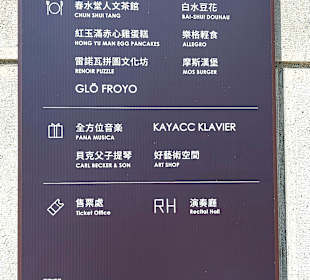 春水堂人文茶館
CHUN SHUI TANG
白水豆花
BAI-SHUI DOUHAU
紅玉滿赤心雞蛋糕
HONG YU MAN EGG PANCAKES
樂格輕食
ALLEGRO
雷諾瓦拼圖文化坊
RENOIR PUZZLE
摩斯漢堡
MOS BURGER
GLŌ FROYO
全方位音楽
PANA MUSICA
KAYACC KLAVIER
貝克父子提琴
CARL BECKER & SON
好藝術空間
ART SHOP
售票處
Ticket Office
RH
演奏廳
Recital Hall